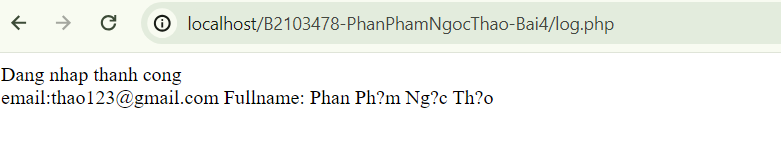 localhost/B2103478-PhanPhamNgocThao-Bai4/log.php
Dang nhap thanh cong
email:thao123@gmail.com Fullname: Phan Ph?m Ng?c Th?o